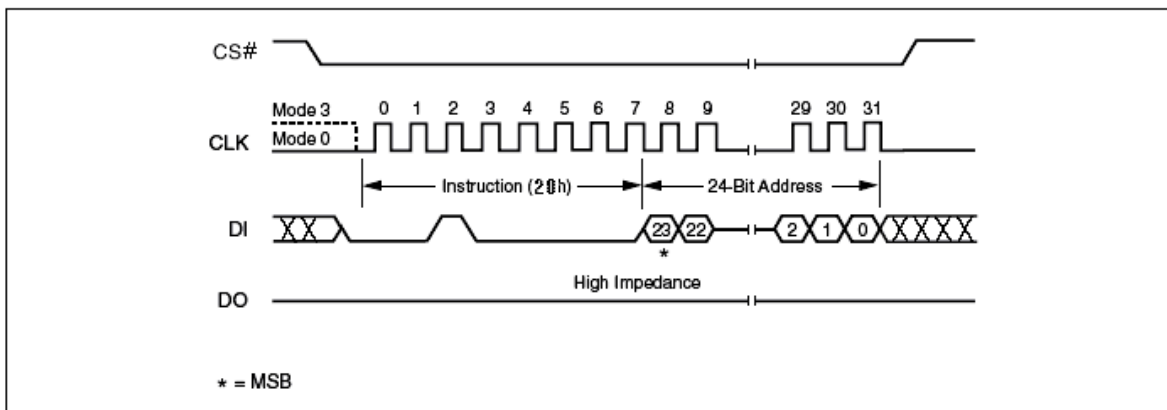 CS#
Mode 3
0 1 2 3 4 5 6 7 8 9 29 30 31
CLK
Mode 0
Instruction (20h) 24-Bit Address
DI
23 22 2 1 0
*
High Impedance
DO
* = MSB